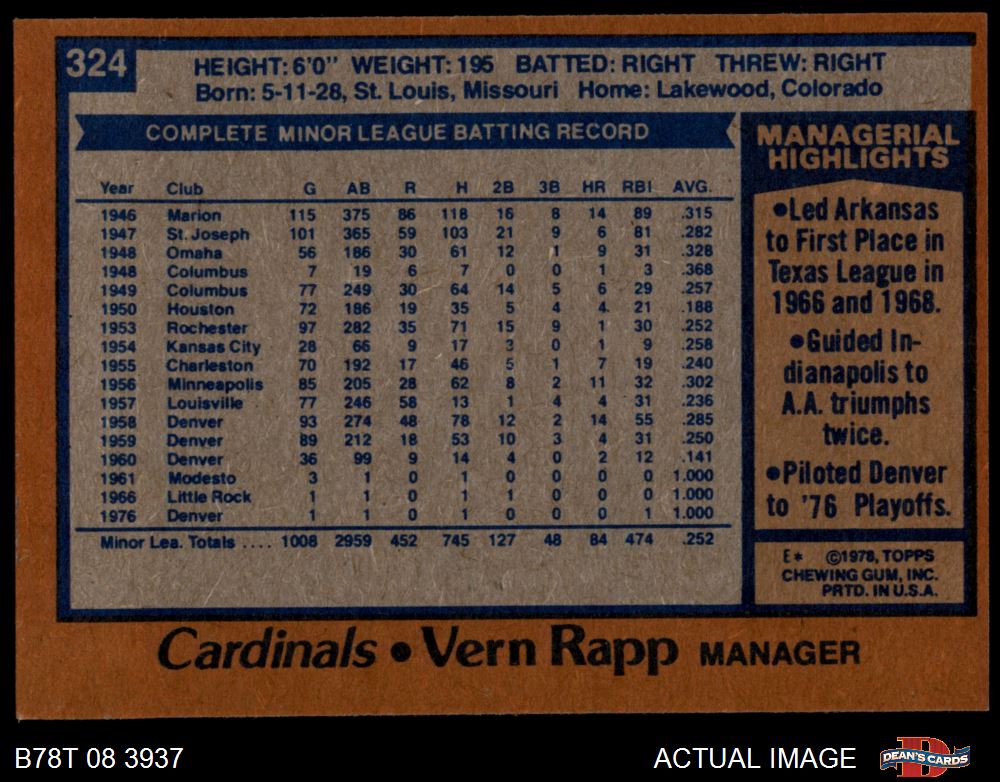 324
HEIGHT: 6'0" WEIGHT: 195 BATTED: RIGHT THREW: RIGHT
Born: 5-11-28, St. Louis, Missouri Home: Lakewood, Colorado
COMPLETE MINOR LEAGUE BATTING RECORD
Year Club G AB R H 2B 3B HR RBI AVG.
1946 Marion 115 375 86 118 16 8 14 89 .315
1947 St. Joseph 101 365 59 103 21 9 6 81 .282
1948 Omaha 56 186 30 61 12 1 9 31 .328
1948 Columbus 7 19 6 7 0 0 1 3 .368
1949 Columbus 77 249 30 64 14 5 6 29 .257
1950 Houston 72 186 19 35 5 4 4 21 .188
1953 Rochester 97 282 35 71 15 9 1 30 .252
1954 Kansas City 28 66 9 17 3 0 1 9 .258
1955 Charleston 70 192 17 46 5 1 7 19 .240
1956 Minneapolis 85 205 28 62 8 2 11 32 .302
1957 Louisville 77 246 58 13 1 4 4 31 .236
1958 Denver 93 274 48 78 12 2 14 55 .285
1959 Denver 89 212 18 53 10 3 4 31 .250
1960 Denver 36 99 9 14 4 0 2 12 .141
1961 Modesto 3 1 0 1 0 0 0 0 1.000
1966 Little Rock 1 1 0 1 1 0 0 0 1.000
1976 Denver 1 1 0 1 0 0 0 1 1.000
Minor Lea. Totals .... 1008 2959 452 745 127 48 84 474 .252
MANAGERIAL
HIGHLIGHTS
•Led Arkansas
to First Place in
Texas League in
1966 and 1968.
•Guided In-
dianapolis to
A.A. triumphs
twice.
•Piloted Denver
to '76 Playoffs.
E* ©1978, TOPPS
CHEWING GUM, INC.
PRTD. IN U.S.A.
Cardinals • Vern Rapp MANAGER
B78T 08 3937
ACTUAL IMAGE
DEAN'S CARDS